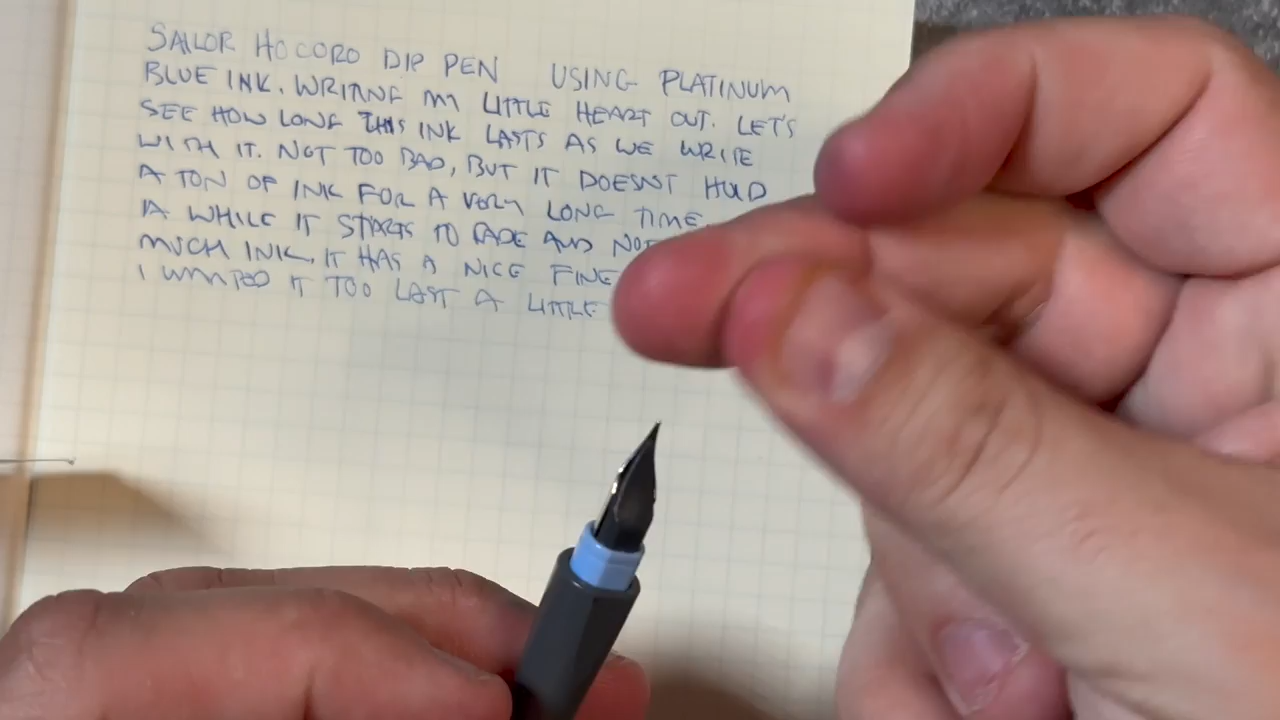 SAILOR HOCORO DIP PEN USING PLATINUM
BLUE INK. WRITING MY LITTLE HEART OUT. LET'S
SEE HOW LONG THIS INK LASTS AS WE WRITE
WITH IT. NOT TOO BAD, BUT IT DOESNT HOLD
A TON OF INK FOR A VERY LONG TIME.
A WHILE IT STARTS TO FADE AND NOT
MUCH INK. IT HAS A NICE FINE
I WANTED IT TOO LAST A LITTLE